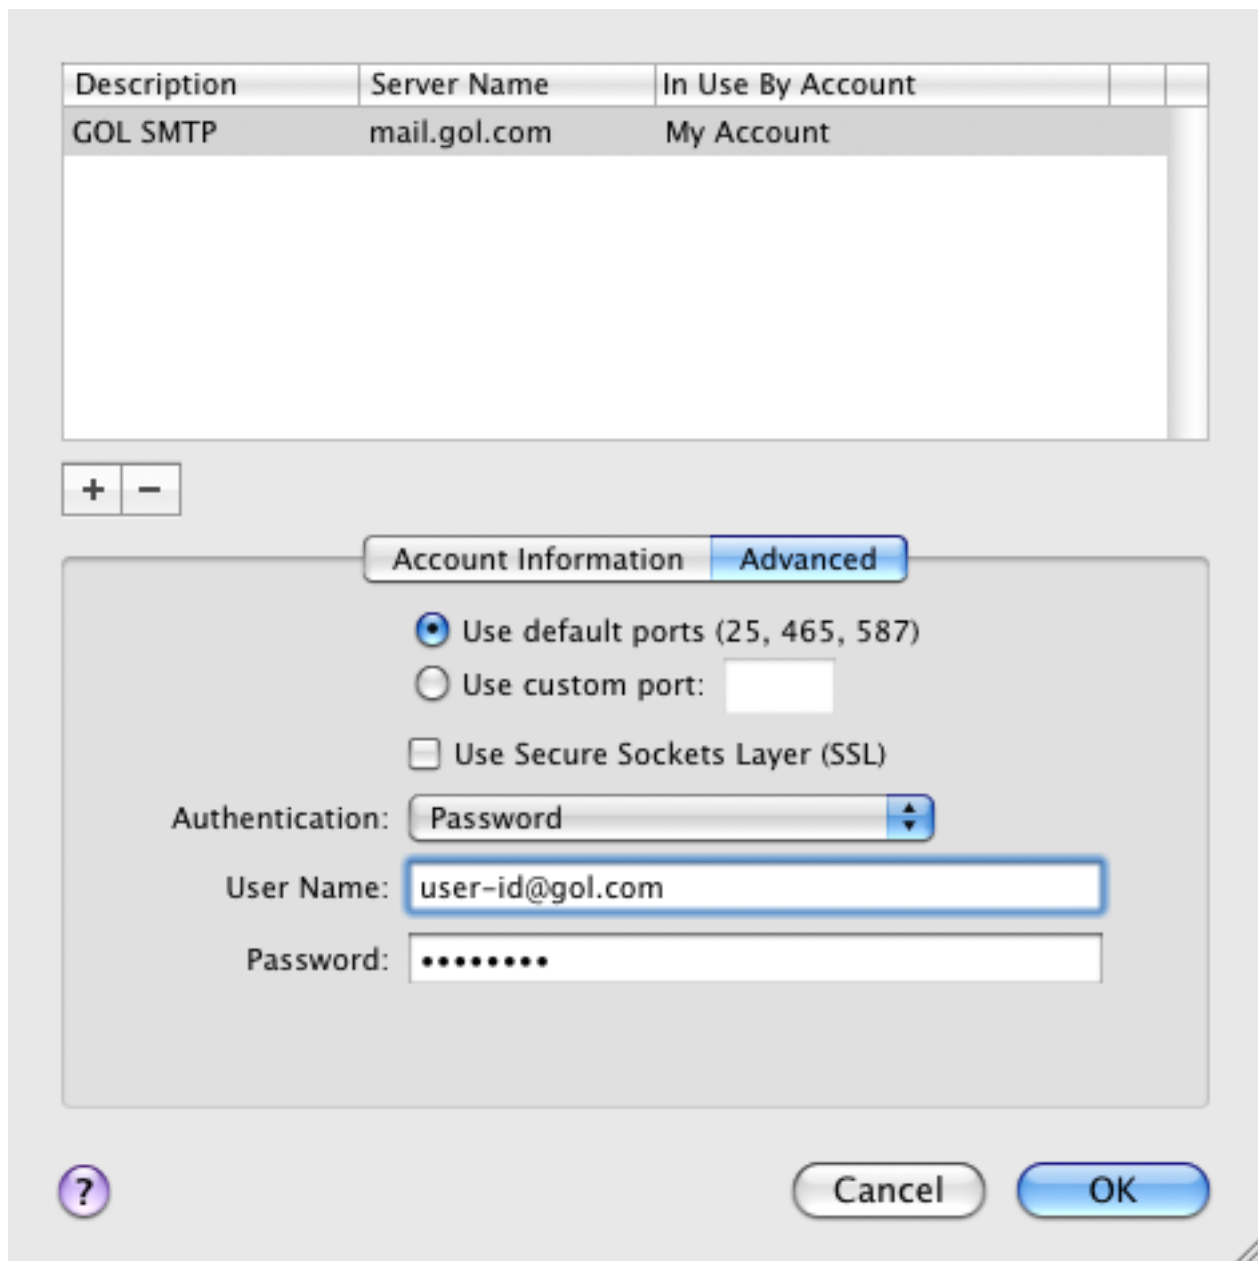 Description Server Name In Use By Account
GOL SMTP mail.gol.com My Account
+ −
Account Information Advanced
Use default ports (25, 465, 587)
Use custom port:
Use Secure Sockets Layer (SSL)
Authentication: Password
User Name: user-id@gol.com
Password: ••••••••
? Cancel OK